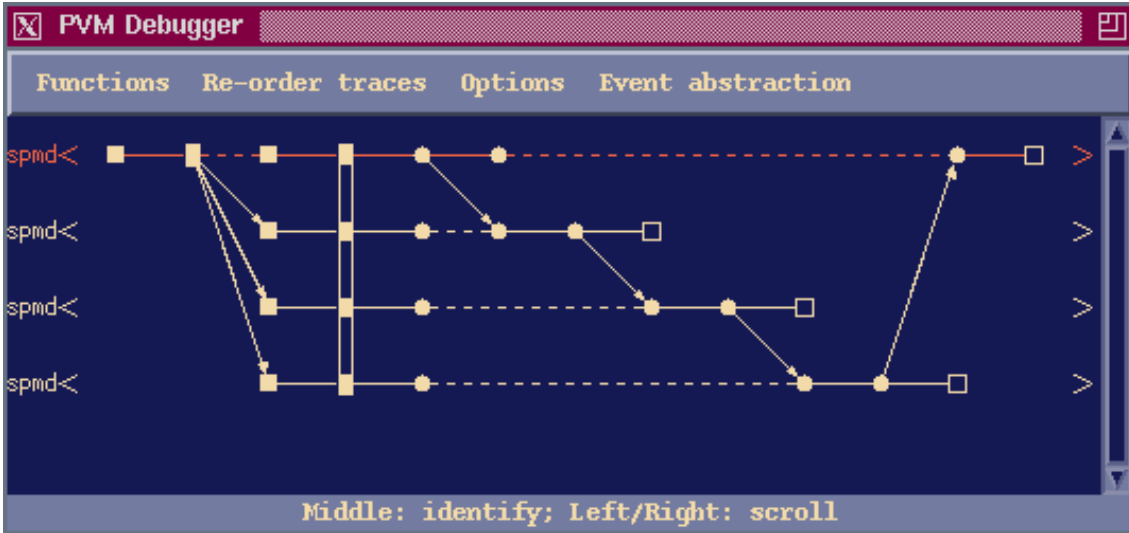 PVM Debugger
Functions Re-order traces Options Event abstraction
spmd< >
spmd< >
spmd< >
spmd< >
Middle: identify; Left/Right: scroll